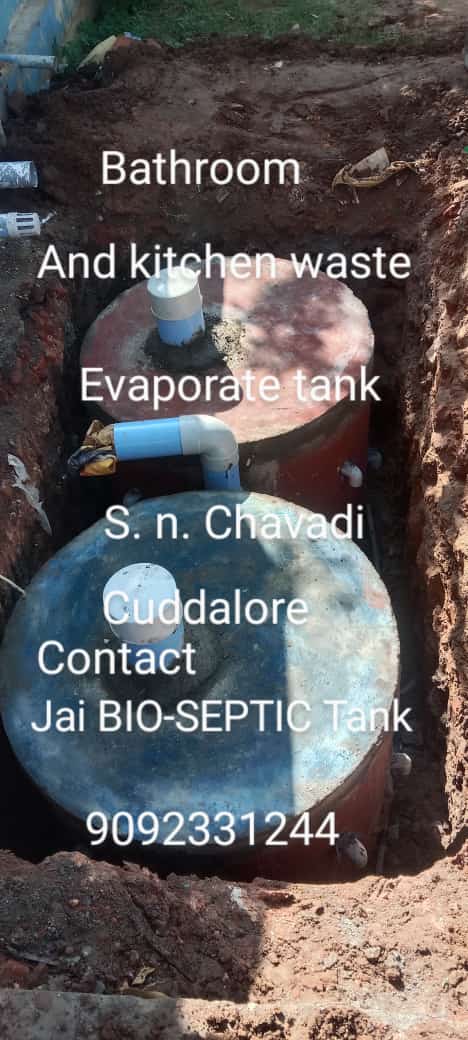 Bathroom
And kitchen waste
Evaporate tank
S. n. Chavadi
Cuddalore
Contact
Jai BIO-SEPTIC Tank
9092331244